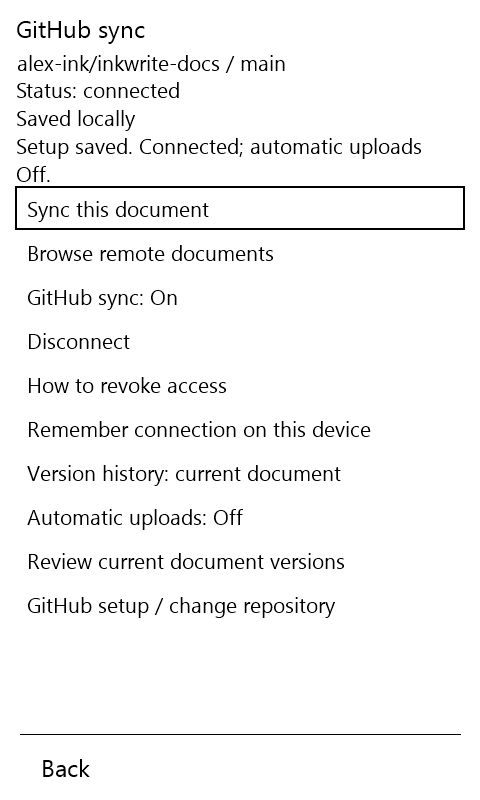 GitHub sync
alex-ink/inkwrite-docs / main
Status: connected
Saved locally
Setup saved. Connected; automatic uploads
Off.
Sync this document
Browse remote documents
GitHub sync: On
Disconnect
How to revoke access
Remember connection on this device
Version history: current document
Automatic uploads: Off
Review current document versions
GitHub setup / change repository
Back